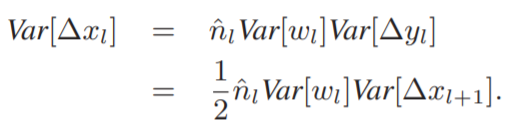 Var[Δx_l] = n̂_l Var[w_l] Var[Δy_l]
= 1/2 n̂_l Var[w_l] Var[Δx_{l+1}].